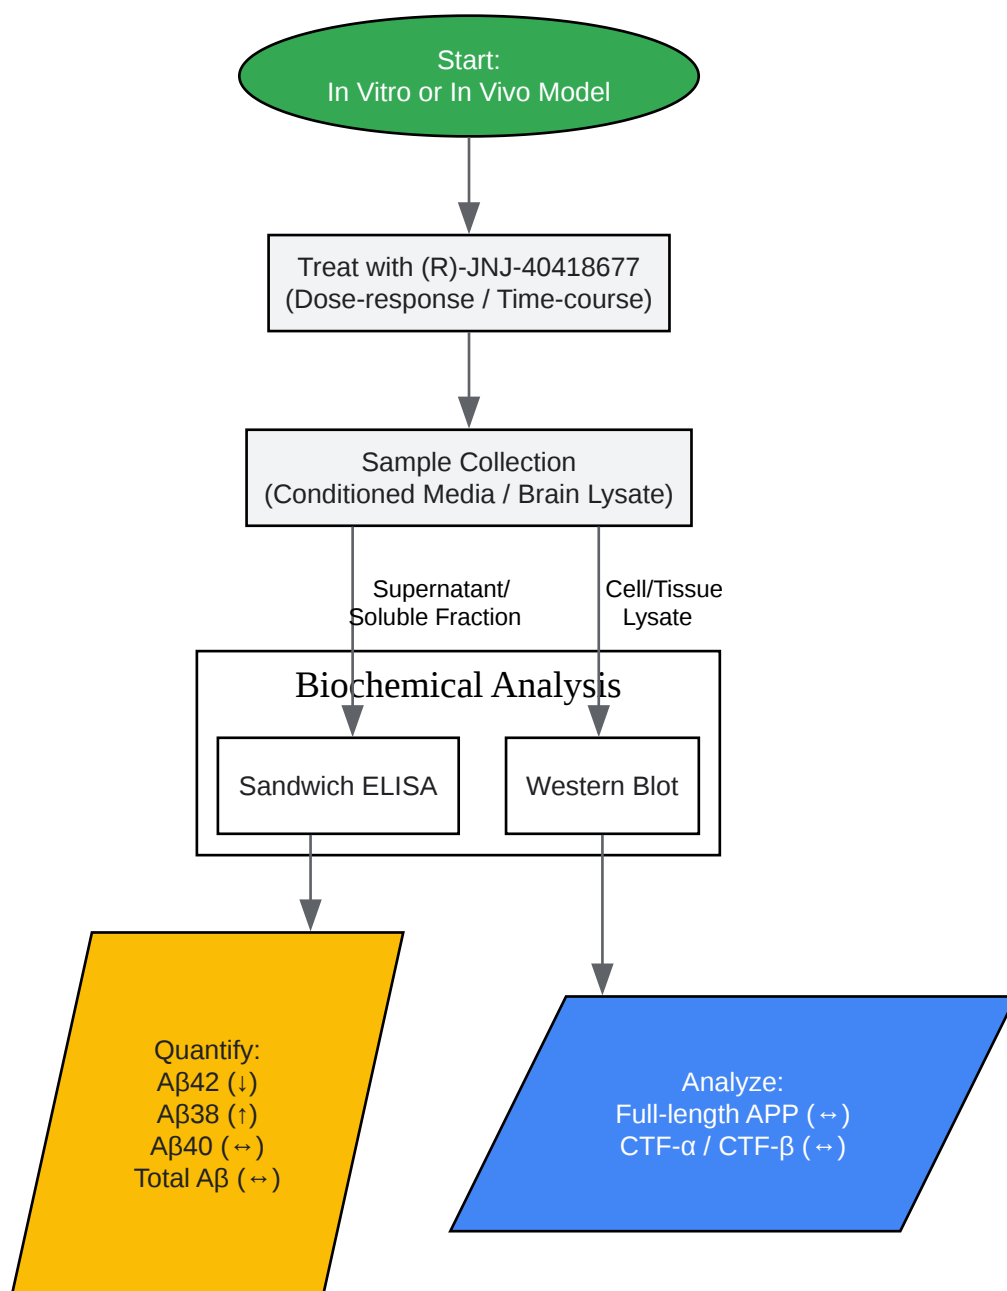 Start:
In Vitro or In Vivo Model
Treat with (R)-JNJ-40418677
(Dose-response / Time-course)
Sample Collection
(Conditioned Media / Brain Lysate)
Supernatant/
Soluble Fraction
Cell/Tissue
Lysate
Biochemical Analysis
Sandwich ELISA
Western Blot
Quantify:
Aβ42 (↓)
Aβ38 (↑)
Aβ40 (↔)
Total Aβ (↔)
Analyze:
Full-length APP (↔)
CTF-α / CTF-β (↔)